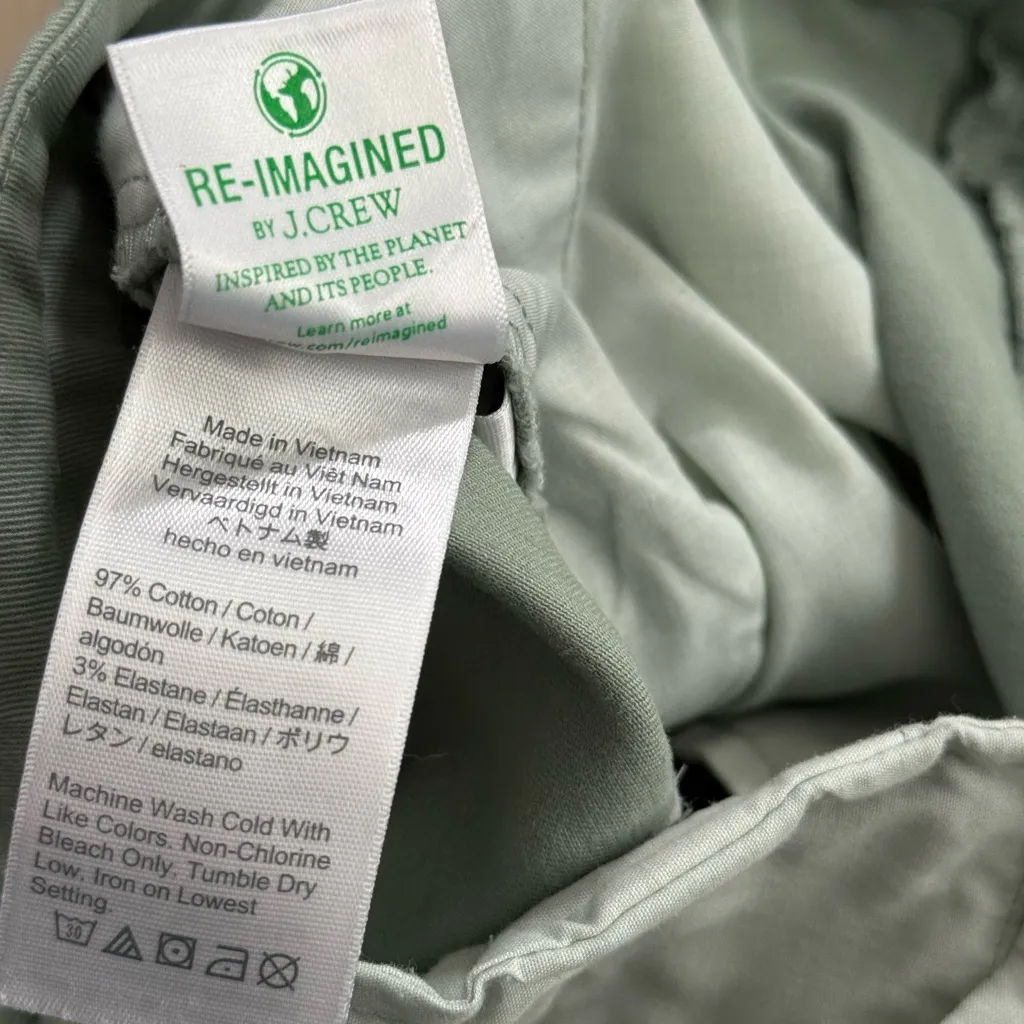 RE-IMAGINED
BY J.CREW
INSPIRED BY THE PLANET
AND ITS PEOPLE.
Learn more at
.com/reimagined
Made in Vietnam
Fabriqué au Viêt Nam
Hergestellt in Vietnam
Vervaardigd in Vietnam
ベトナム製
hecho en vietnam
97% Cotton / Coton /
Baumwolle / Katoen / 綿 /
algodón
3% Elastane / Élasthanne /
Elastan / Elastaan / ポリウ
レタン / elastano
Machine Wash Cold With
Like Colors. Non-Chlorine
Bleach Only. Tumble Dry
Low. Iron on Lowest
Setting.
30